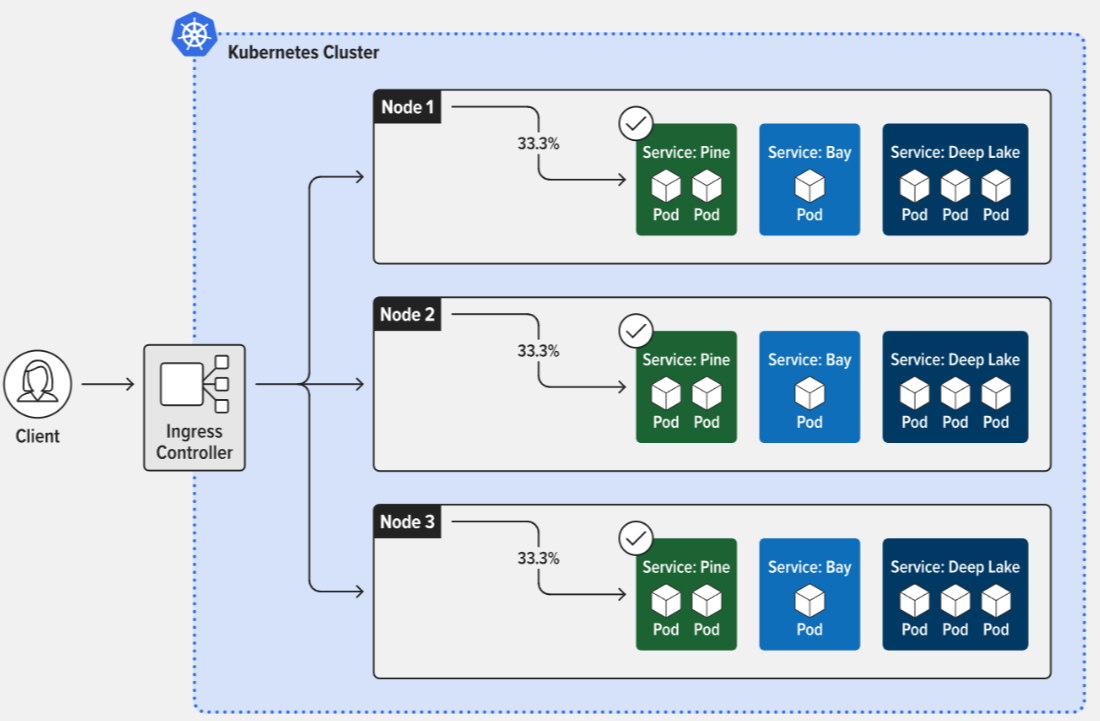 Kubernetes Cluster
Node 1
33.3%
Service: Pine
Pod Pod
Service: Bay
Pod
Service: Deep Lake
Pod Pod Pod
Client
Ingress
Controller
Node 2
33.3%
Service: Pine
Pod Pod
Service: Bay
Pod
Service: Deep Lake
Pod Pod Pod
Node 3
33.3%
Service: Pine
Pod Pod
Service: Bay
Pod
Service: Deep Lake
Pod Pod Pod